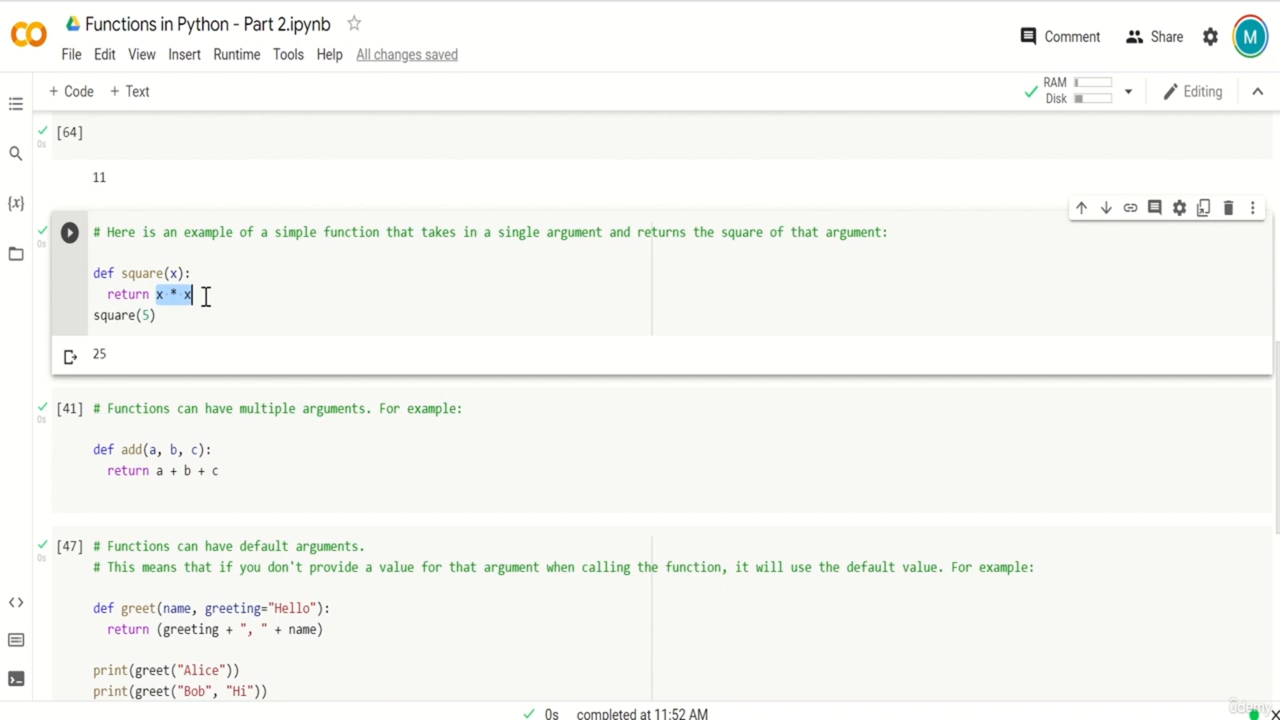 Functions in Python - Part 2.ipynb
Comment
Share
M
File Edit View Insert Runtime Tools Help All changes saved
+ Code + Text
RAM
Disk
Editing
[64]
0s
11
{x}
0s
# Here is an example of a simple function that takes in a single argument and returns the square of that argument:
def square(x):
return x * x
square(5)
25
[41] # Functions can have multiple arguments. For example:
0s
def add(a, b, c):
return a + b + c
[47] # Functions can have default arguments.
0s
# This means that if you don't provide a value for that argument when calling the function, it will use the default value. For example:
def greet(name, greeting="Hello"):
return (greeting + ", " + name)
print(greet("Alice"))
print(greet("Bob", "Hi"))
0s completed at 11:52 AM
ûdemy